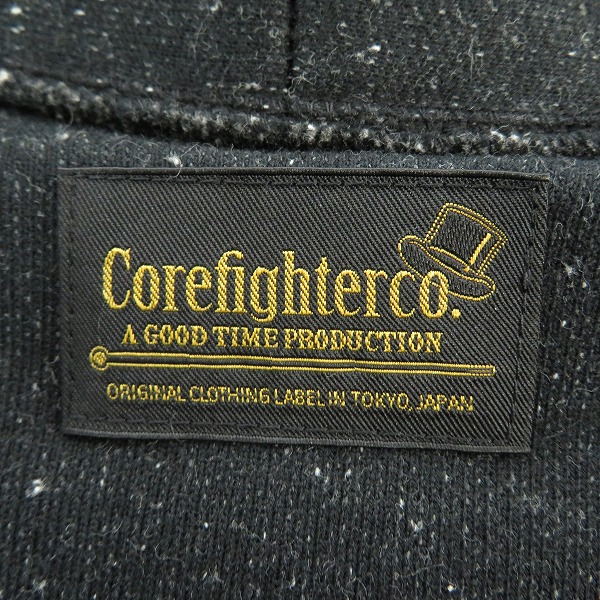 Corefighterco.
A GOOD TIME PRODUCTION
ORIGINAL CLOTHING LABEL IN TOKYO, JAPAN